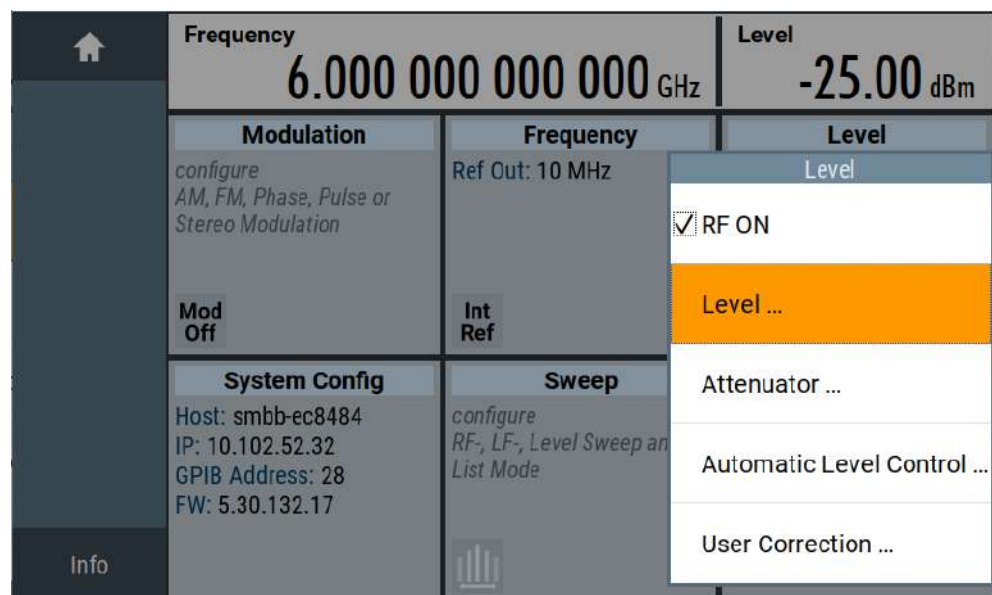 Frequency
6.000 000 000 000 GHz
Level
-25.00 dBm
Modulation
configure
AM, FM, Phase, Pulse or
Stereo Modulation
Mod
Off
Frequency
Ref Out: 10 MHz
Int
Ref
Level
Level
RF ON
Level ...
Attenuator ...
Automatic Level Control ...
User Correction ...
System Config
Host: smbb-ec8484
IP: 10.102.52.32
GPIB Address: 28
FW: 5.30.132.17
Sweep
configure
RF-, LF-, Level Sweep an
List Mode
Info